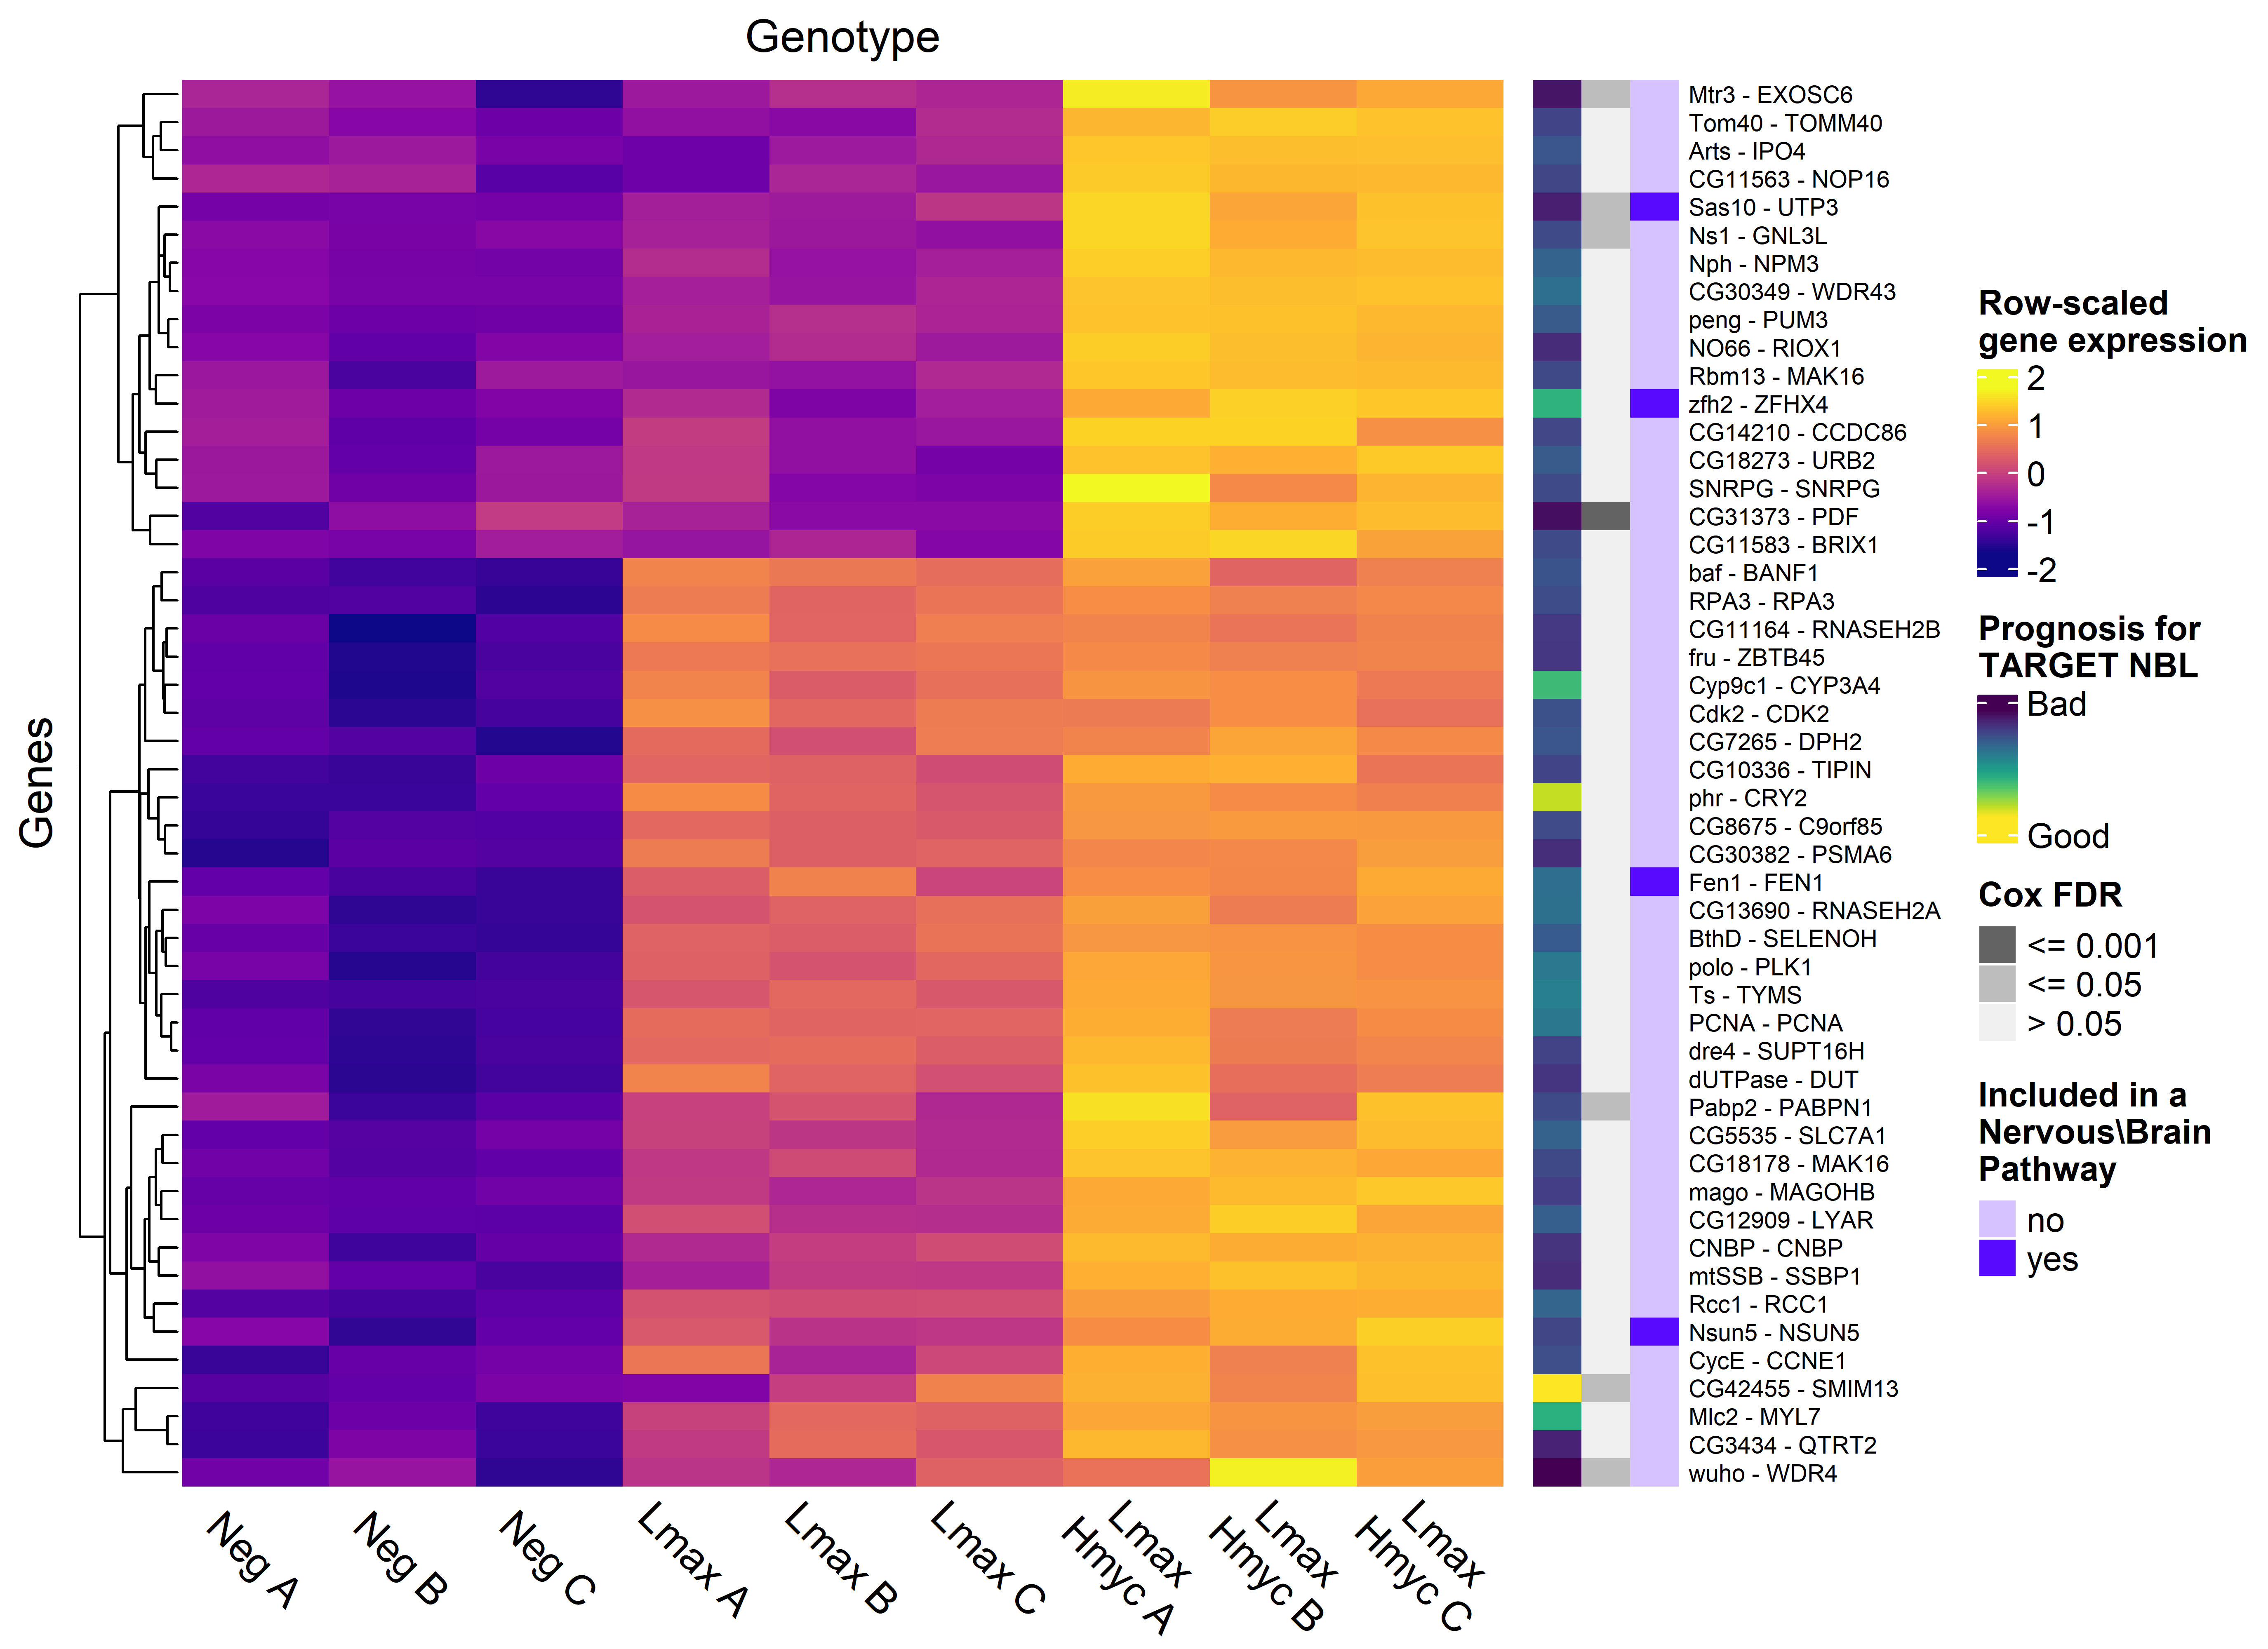 Genotype
Genes
Mtr3 - EXOSC6
Tom40 - TOMM40
Arts - IPO4
CG11563 - NOP16
Sas10 - UTP3
Ns1 - GNL3L
Nph - NPM3
CG30349 - WDR43
peng - PUM3
NO66 - RIOX1
Rbm13 - MAK16
zfh2 - ZFHX4
CG14210 - CCDC86
CG18273 - URB2
SNRPG - SNRPG
CG31373 - PDF
CG11583 - BRIX1
baf - BANF1
RPA3 - RPA3
CG11164 - RNASEH2B
fru - ZBTB45
Cyp9c1 - CYP3A4
Cdk2 - CDK2
CG7265 - DPH2
CG10336 - TIPIN
phr - CRY2
CG8675 - C9orf85
CG30382 - PSMA6
Fen1 - FEN1
CG13690 - RNASEH2A
BthD - SELENOH
polo - PLK1
Ts - TYMS
PCNA - PCNA
dre4 - SUPT16H
dUTPase - DUT
Pabp2 - PABPN1
CG5535 - SLC7A1
CG18178 - MAK16
mago - MAGOHB
CG12909 - LYAR
CNBP - CNBP
mtSSB - SSBP1
Rcc1 - RCC1
Nsun5 - NSUN5
CycE - CCNE1
CG42455 - SMIM13
Mlc2 - MYL7
CG3434 - QTRT2
wuho - WDR4
Neg A
Neg B
Neg C
Lmax A
Lmax B
Lmax C
Lmax
Hmyc A
Lmax
Hmyc B
Lmax
Hmyc C
Row-scaled
gene expression
2
1
0
-1
-2
Prognosis for
TARGET NBL
Bad
Good
Cox FDR
<= 0.001
<= 0.05
> 0.05
Included in a
Nervous\Brain
Pathway
no
yes